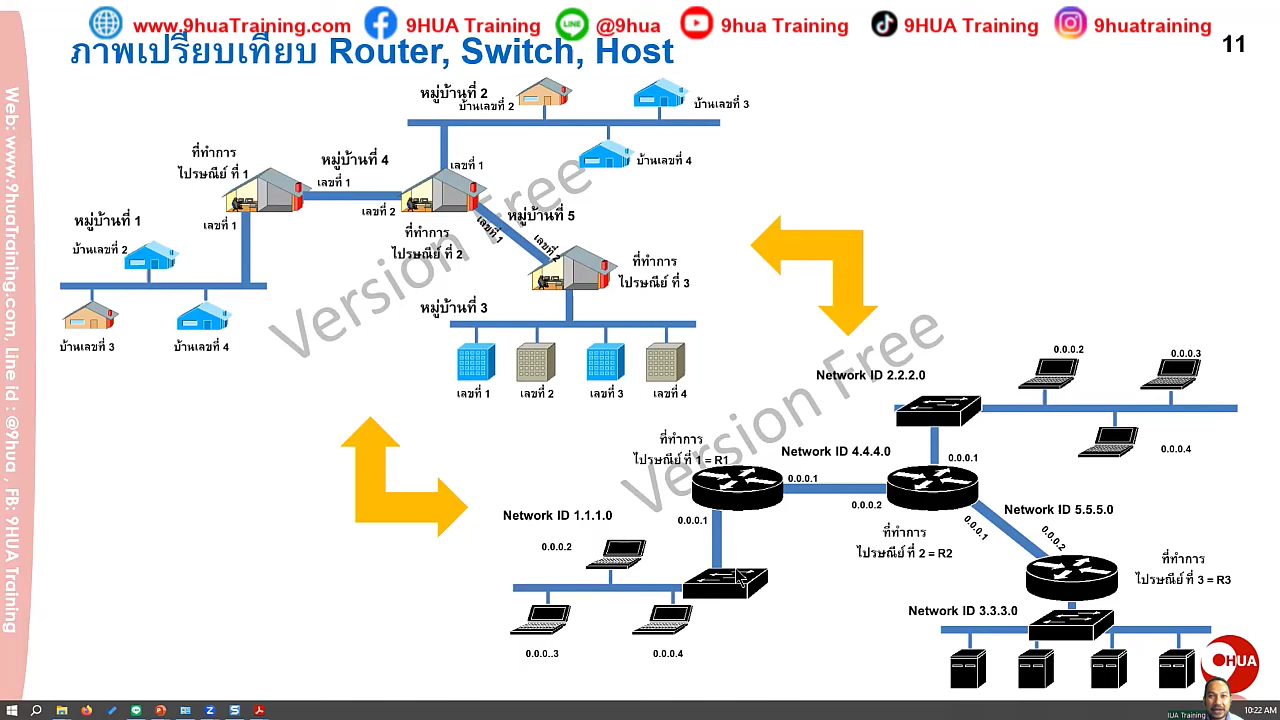 www.9huaTraining.com
9HUA Training
@9hua
9hua Training
9HUA Training
9huatraining
ภาพเปรียบเทียบ Router, Switch, Host
11
Web: www.9huaTraining.com, Line id : @9hua , FB: 9HUA Training
หมู่บ้านที่ 2
บ้านเลขที่ 2
บ้านเลขที่ 3
บ้านเลขที่ 4
เลขที่ 1
ที่ทำการ
ไปรษณีย์ ที่ 1
หมู่บ้านที่ 4
เลขที่ 1
เลขที่ 2
เลขที่ 1
หมู่บ้านที่ 1
บ้านเลขที่ 2
บ้านเลขที่ 3
บ้านเลขที่ 4
ที่ทำการ
ไปรษณีย์ ที่ 2
หมู่บ้านที่ 5
เลขที่ 1
เลขที่ 2
ที่ทำการ
ไปรษณีย์ ที่ 3
หมู่บ้านที่ 3
เลขที่ 1
เลขที่ 2
เลขที่ 3
เลขที่ 4
Version Free
Version Free
Network ID 2.2.2.0
0.0.0.2
0.0.0.3
0.0.0.4
0.0.0.1
ที่ทำการ
ไปรษณีย์ ที่ 1 = R1
Network ID 4.4.4.0
0.0.0.1
0.0.0.2
0.0.0.1
Network ID 1.1.1.0
0.0.0.2
0.0.0..3
0.0.0.4
ที่ทำการ
ไปรษณีย์ ที่ 2 = R2
Network ID 5.5.5.0
0.0.0.1
0.0.0.2
ที่ทำการ
ไปรษณีย์ ที่ 3 = R3
Network ID 3.3.3.0
9HUA
IUA Training
10:22 AM